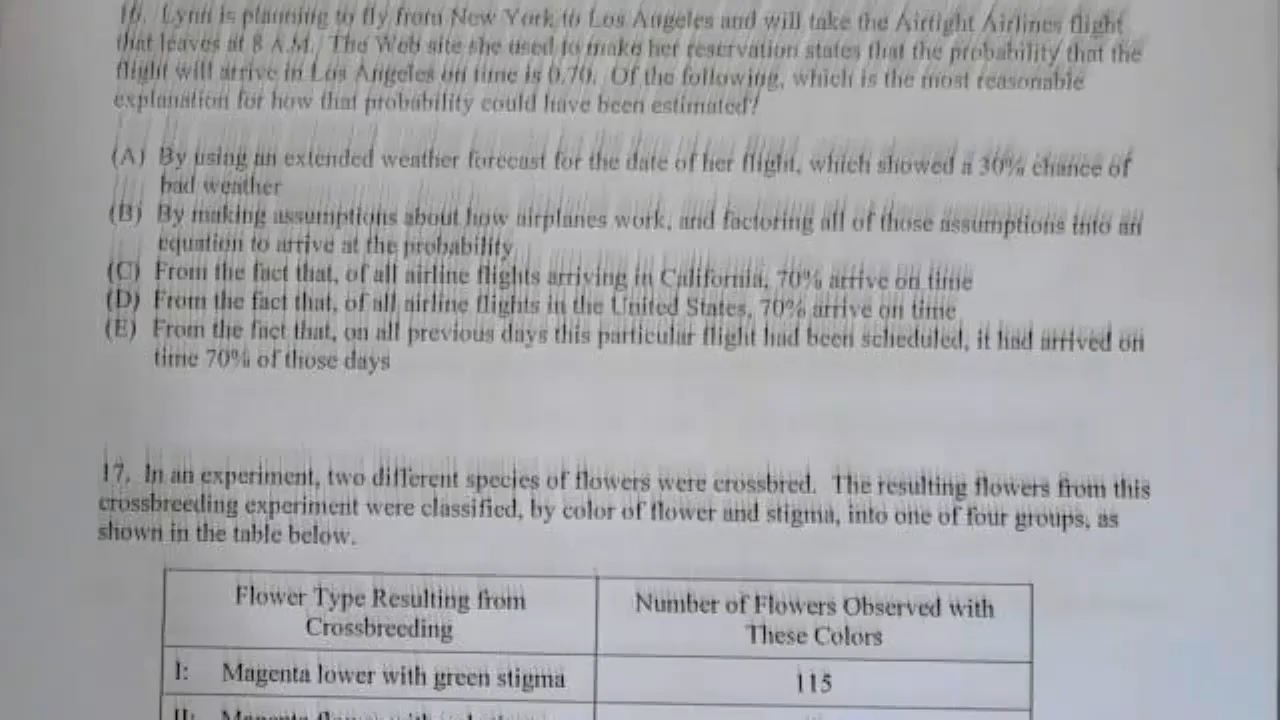 16. Lynn is planning to fly from New York to Los Angeles and will take the Airtight Airlines flight
that leaves at 8 A.M. The Web site she used to make her reservation states that the probability that the
flight will arrive in Los Angeles on time is 0.70. Of the following, which is the most reasonable
explanation for how that probability could have been estimated?
(A) By using an extended weather forecast for the date of her flight, which showed a 30% chance of
bad weather
(B) By making assumptions about how airplanes work, and factoring all of those assumptions into an
equation to arrive at the probability
(C) From the fact that, of all airline flights arriving in California, 70% arrive on time
(D) From the fact that, of all airline flights in the United States, 70% arrive on time
(E) From the fact that, on all previous days this particular flight had been scheduled, it had arrived on
time 70% of those days
17. In an experiment, two different species of flowers were crossbred. The resulting flowers from this
crossbreeding experiment were classified, by color of flower and stigma, into one of four groups, as
shown in the table below.
Flower Type Resulting from
Crossbreeding
Number of Flowers Observed with
These Colors
I: Magenta lower with green stigma
115
II: Magenta